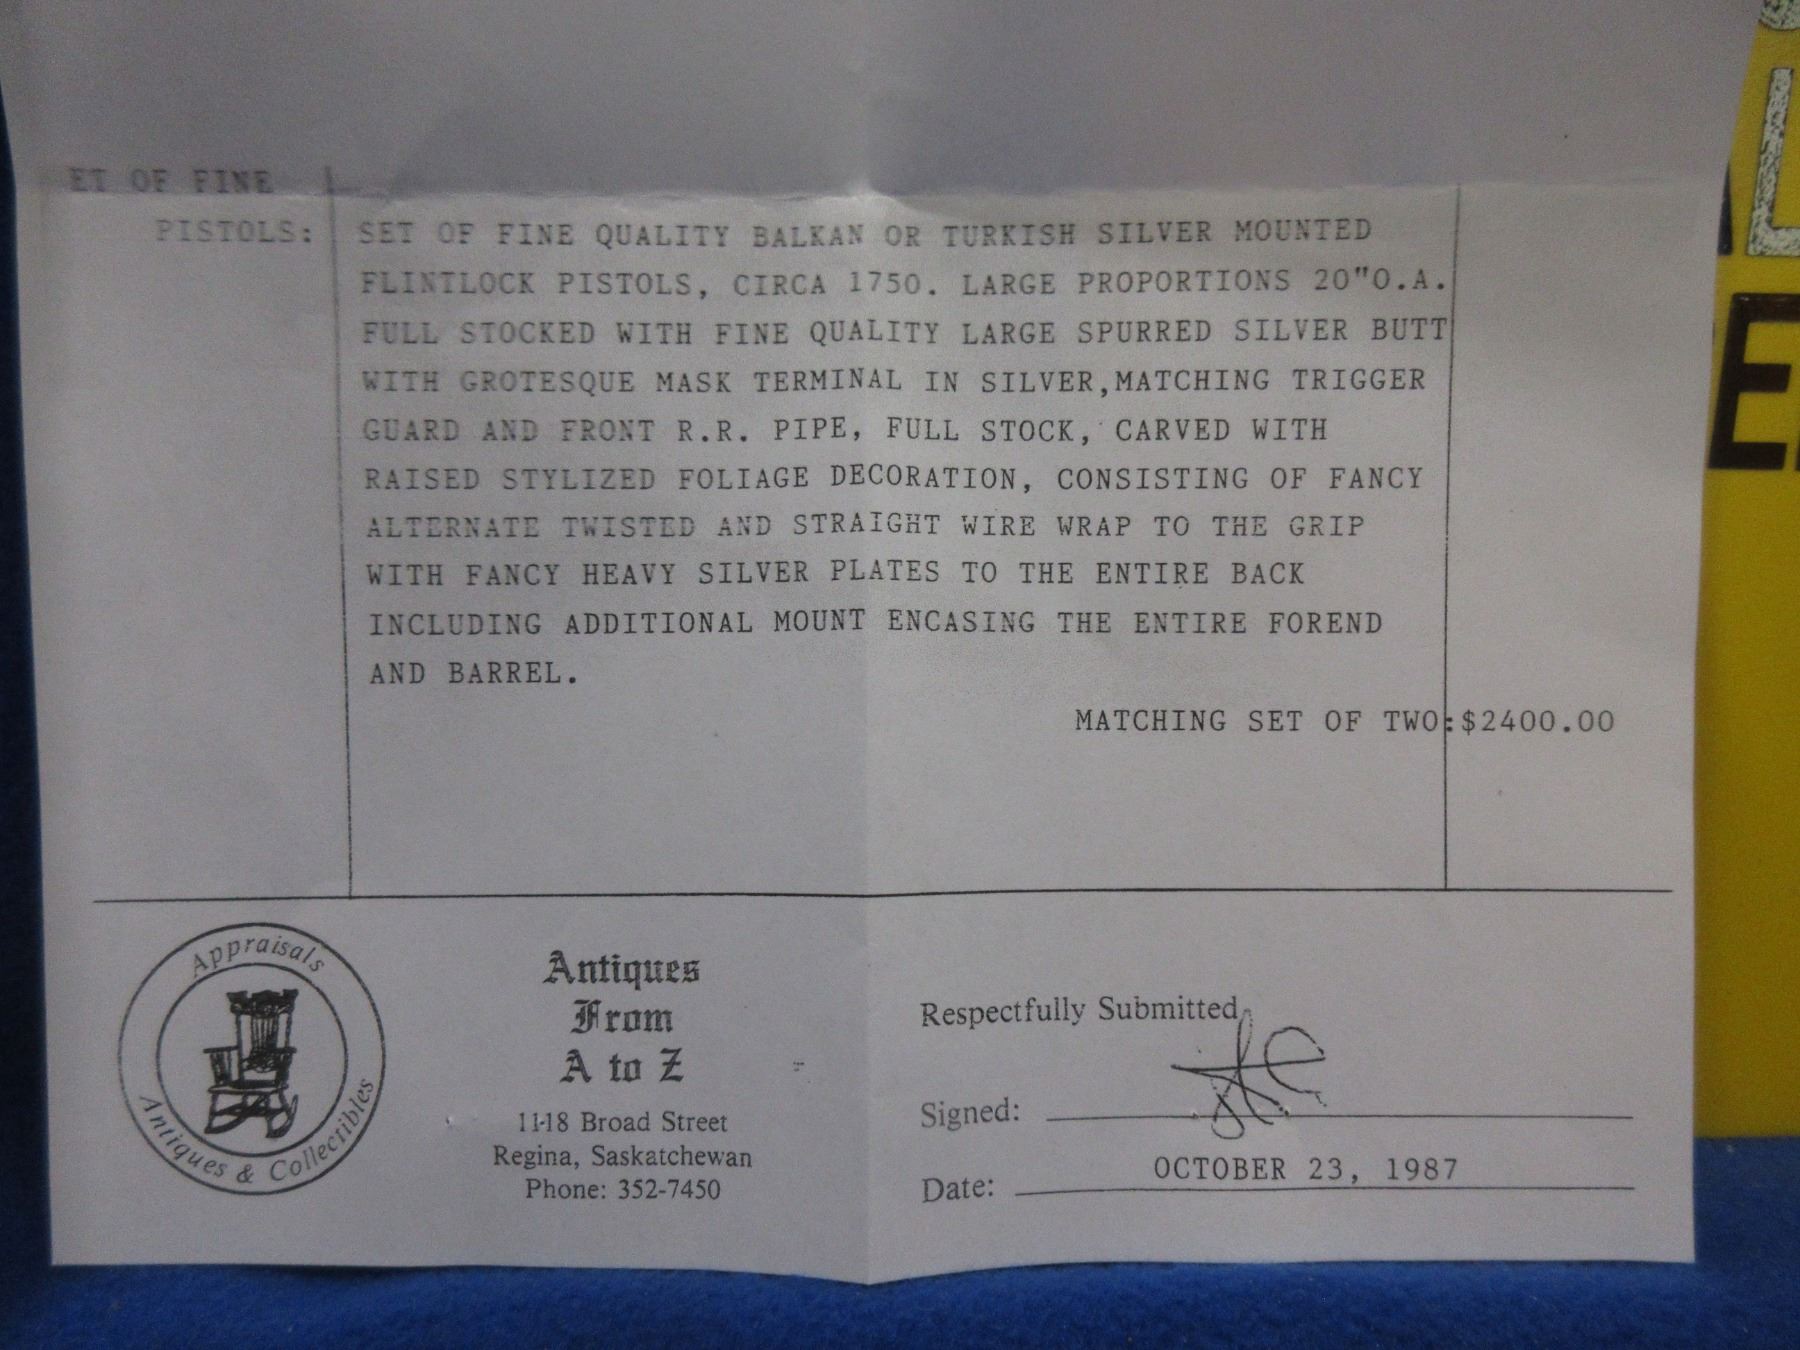 ET OF FINE
PISTOLS:
SET OF FINE QUALITY BALKAN OR TURKISH SILVER MOUNTED
FLINTLOCK PISTOLS, CIRCA 1750. LARGE PROPORTIONS 20"O.A.
FULL STOCKED WITH FINE QUALITY LARGE SPURRED SILVER BUTT
WITH GROTESQUE MASK TERMINAL IN SILVER,MATCHING TRIGGER
GUARD AND FRONT R.R. PIPE, FULL STOCK, CARVED WITH
RAISED STYLIZED FOLIAGE DECORATION, CONSISTING OF FANCY
ALTERNATE TWISTED AND STRAIGHT WIRE WRAP TO THE GRIP
WITH FANCY HEAVY SILVER PLATES TO THE ENTIRE BACK
INCLUDING ADDITIONAL MOUNT ENCASING THE ENTIRE FOREND
AND BARREL.
MATCHING SET OF TWO:$2400.00
Appraisals
Antiques & Collectibles
Antiques
From
A to Z
11-18 Broad Street
Regina, Saskatchewan
Phone: 352-7450
Respectfully Submitted,
Signed:
Date: OCTOBER 23, 1987